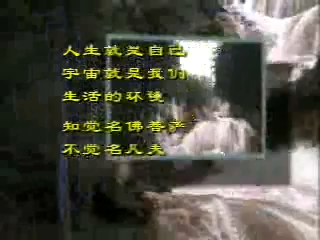 人生就是自己
宇宙就是我们
生活的环境
知觉名佛菩萨
不觉名凡夫